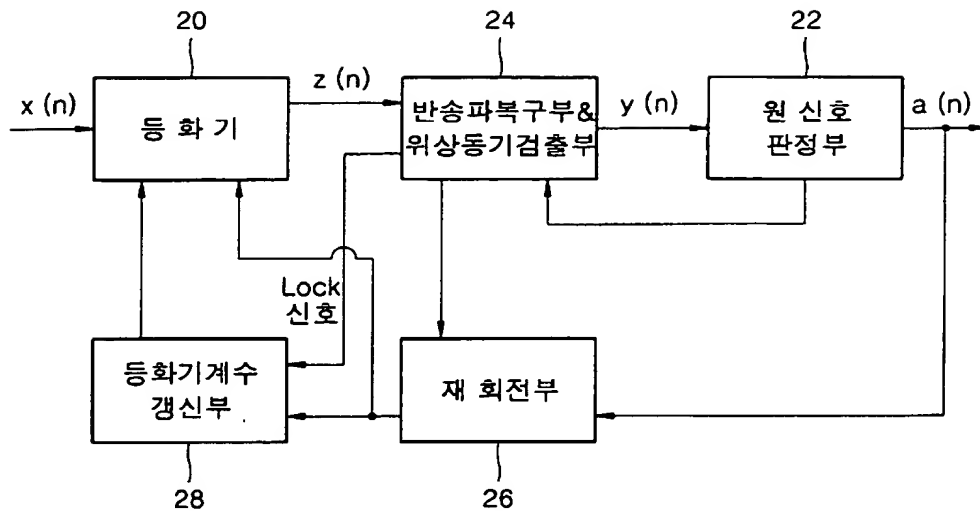 20
24
22
x (n)
등 화 기
z (n)
반송파복구부&
위상동기검출부
y (n)
원 신호
판정부
a (n)
Lock
신호
등화기계수
갱신부
재 회전부
28
26